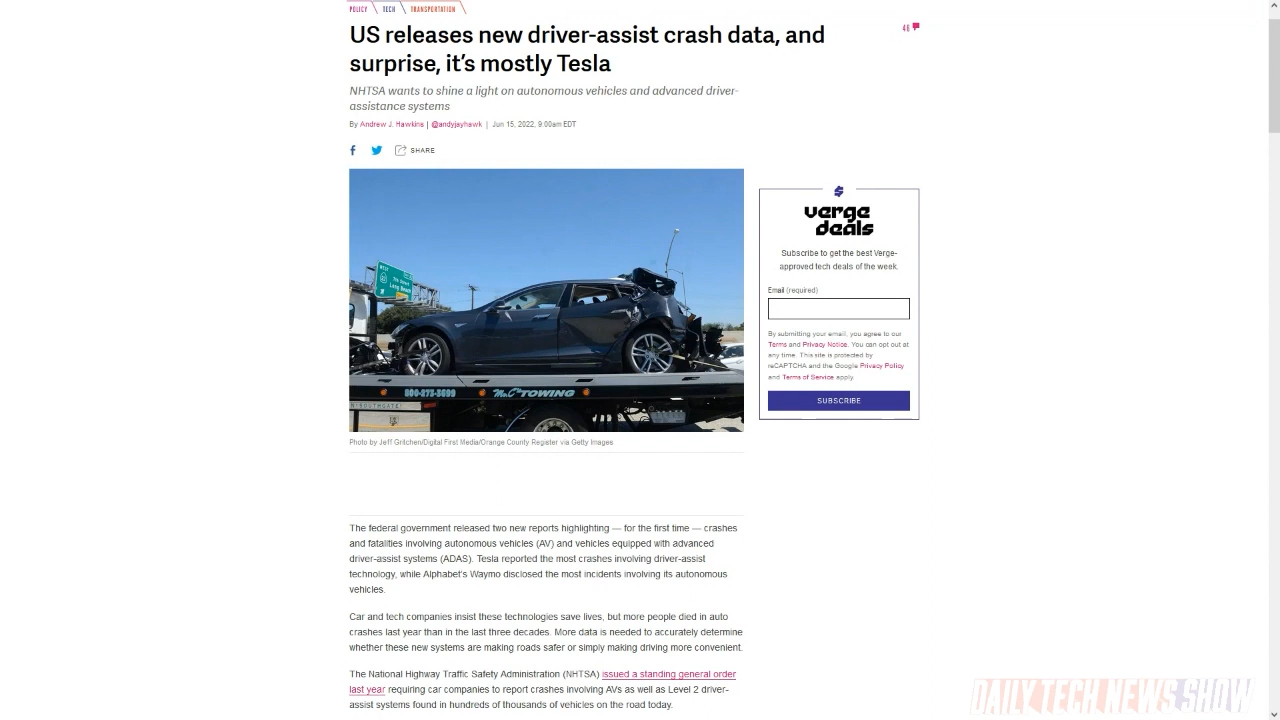 POLICY TECH TRANSPORTATION
US releases new driver-assist crash data, and
surprise, it's mostly Tesla
46
NHTSA wants to shine a light on autonomous vehicles and advanced driver-
assistance systems
By Andrew J. Hawkins | @andyjayhawk | Jun 15, 2022, 9:00am EDT
SHARE
WEST
Long Beach
800-273-5699 Mac's TOWING
Photo by Jeff Gritchen/Digital First Media/Orange County Register via Getty Images
verge
deals
Subscribe to get the best Verge-
approved tech deals of the week.
Email (required)
By submitting your email, you agree to our
Terms and Privacy Notice. You can opt out at
any time. This site is protected by
reCAPTCHA and the Google Privacy Policy
and Terms of Service apply.
SUBSCRIBE
The federal government released two new reports highlighting — for the first time — crashes
and fatalities involving autonomous vehicles (AV) and vehicles equipped with advanced
driver-assist systems (ADAS). Tesla reported the most crashes involving driver-assist
technology, while Alphabet's Waymo disclosed the most incidents involving its autonomous
vehicles.
Car and tech companies insist these technologies save lives, but more people died in auto
crashes last year than in the last three decades. More data is needed to accurately determine
whether these new systems are making roads safer or simply making driving more convenient.
The National Highway Traffic Safety Administration (NHTSA) issued a standing general order
last year requiring car companies to report crashes involving AVs as well as Level 2 driver-
assist systems found in hundreds of thousands of vehicles on the road today.
DAILY TECH NEWS SHOW